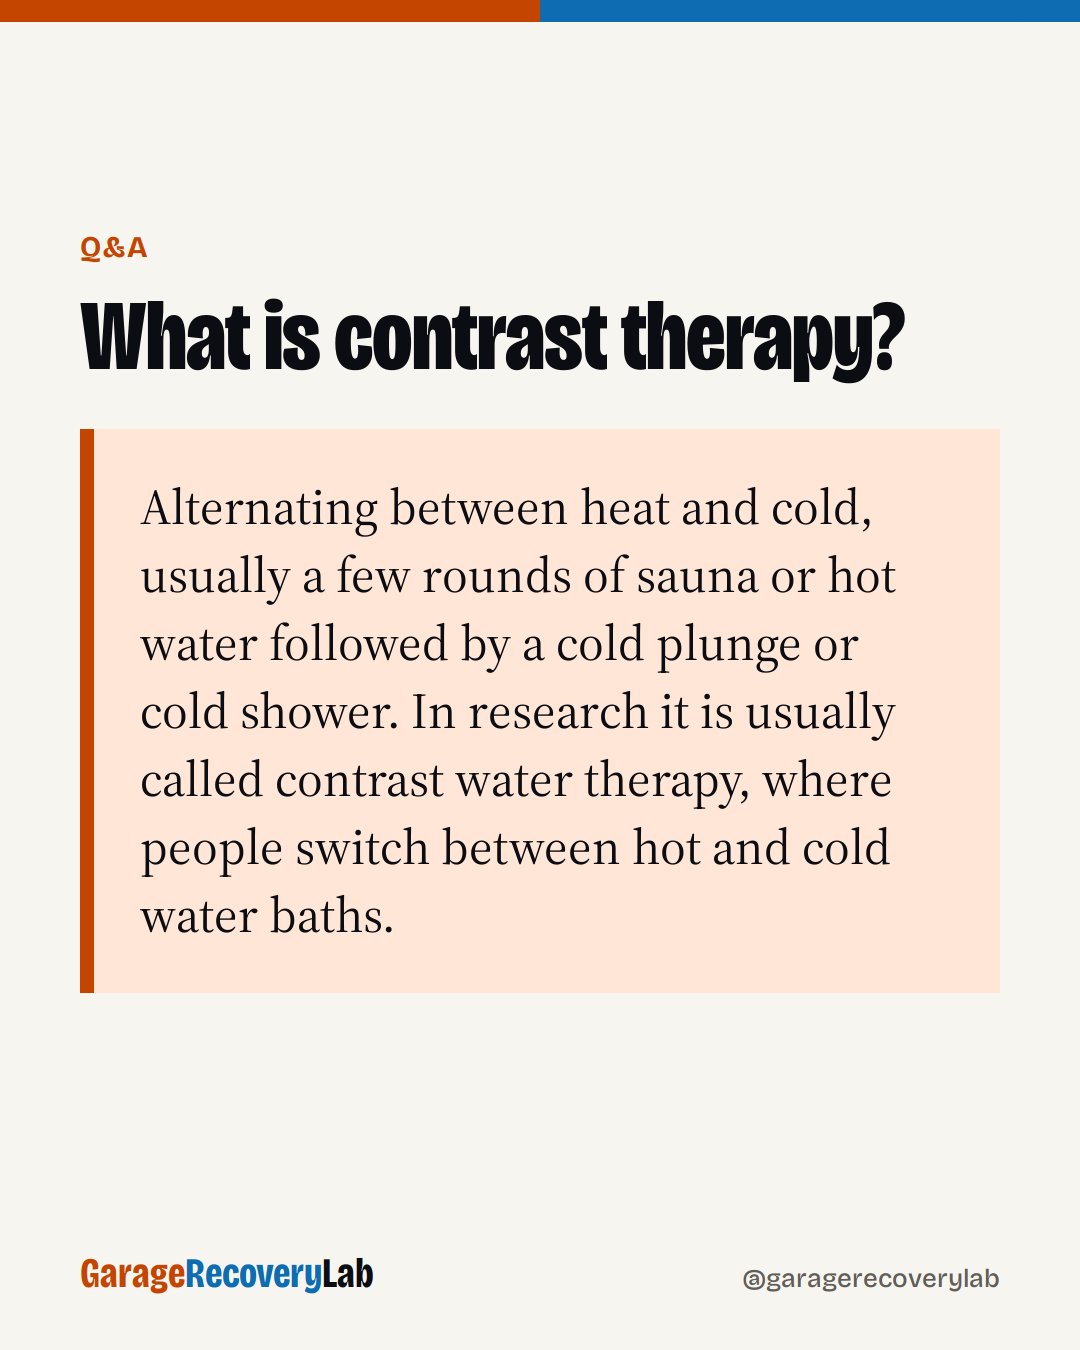 Q&A
What is contrast therapy?
Alternating between heat and cold,
usually a few rounds of sauna or hot
water followed by a cold plunge or
cold shower. In research it is usually
called contrast water therapy, where
people switch between hot and cold
water baths.
GarageRecoveryLab
@garagerecoverylab